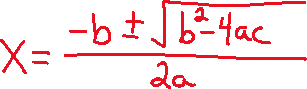 X = (-b ± √(b² - 4ac)) / 2a